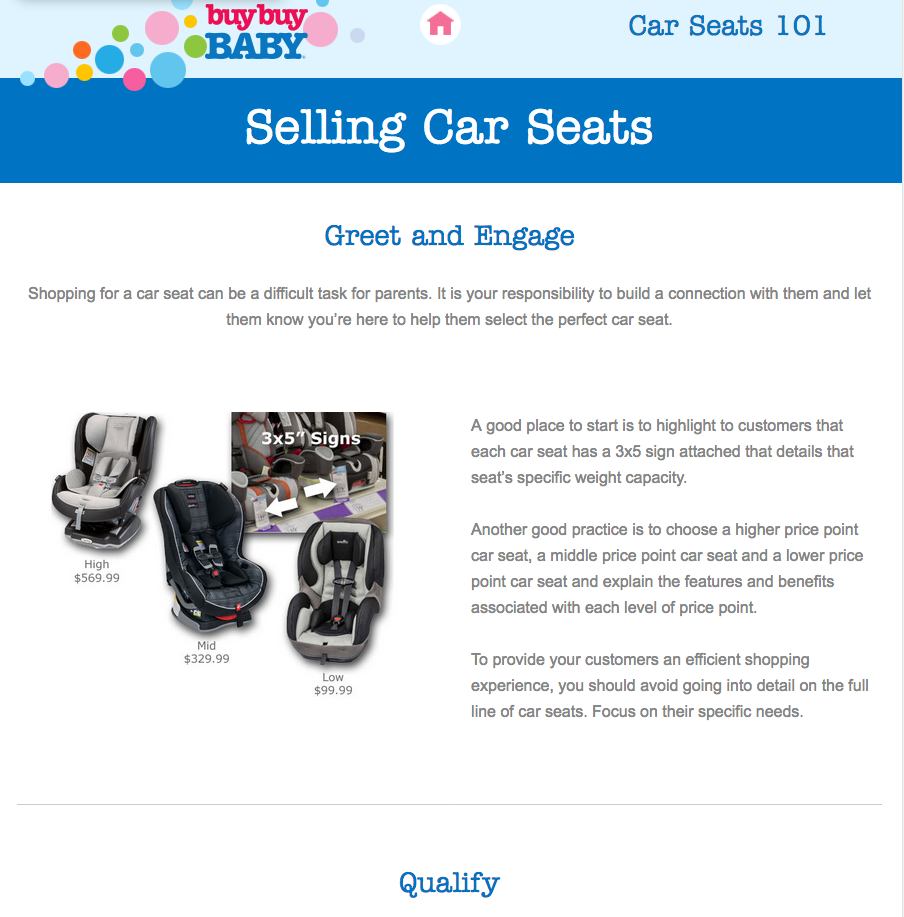 buybuy
BABY
Car Seats 101
Selling Car Seats
Greet and Engage
Shopping for a car seat can be a difficult task for parents. It is your responsibility to build a connection with them and let
them know you’re here to help them select the perfect car seat.
3x5” Signs
High
$569.99
Mid
$329.99
Low
$99.99
A good place to start is to highlight to customers that
each car seat has a 3x5 sign attached that details that
seat’s specific weight capacity.
Another good practice is to choose a higher price point
car seat, a middle price point car seat and a lower price
point car seat and explain the features and benefits
associated with each level of price point.
To provide your customers an efficient shopping
experience, you should avoid going into detail on the full
line of car seats. Focus on their specific needs.
Qualify